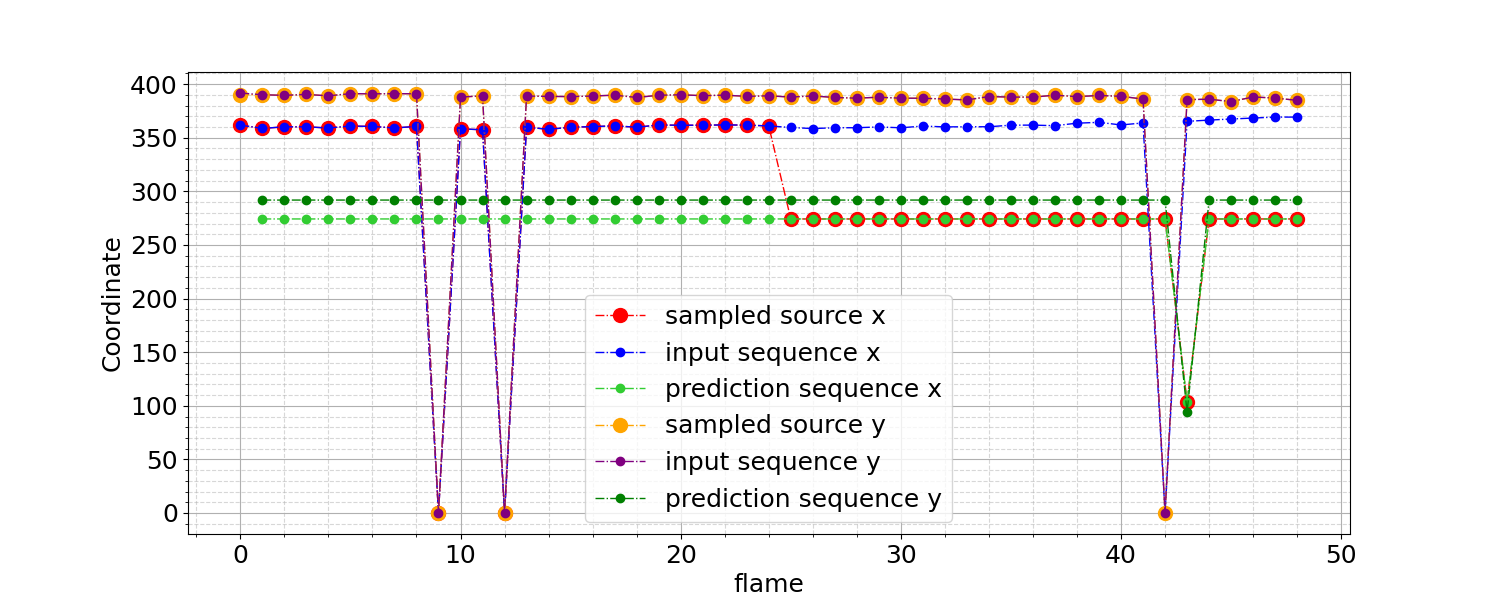 400
350
300
250
200
150
100
50
0
Coordinate
sampled source x
input sequence x
prediction sequence x
sampled source y
input sequence y
prediction sequence y
0 10 20 30 40 50
flame